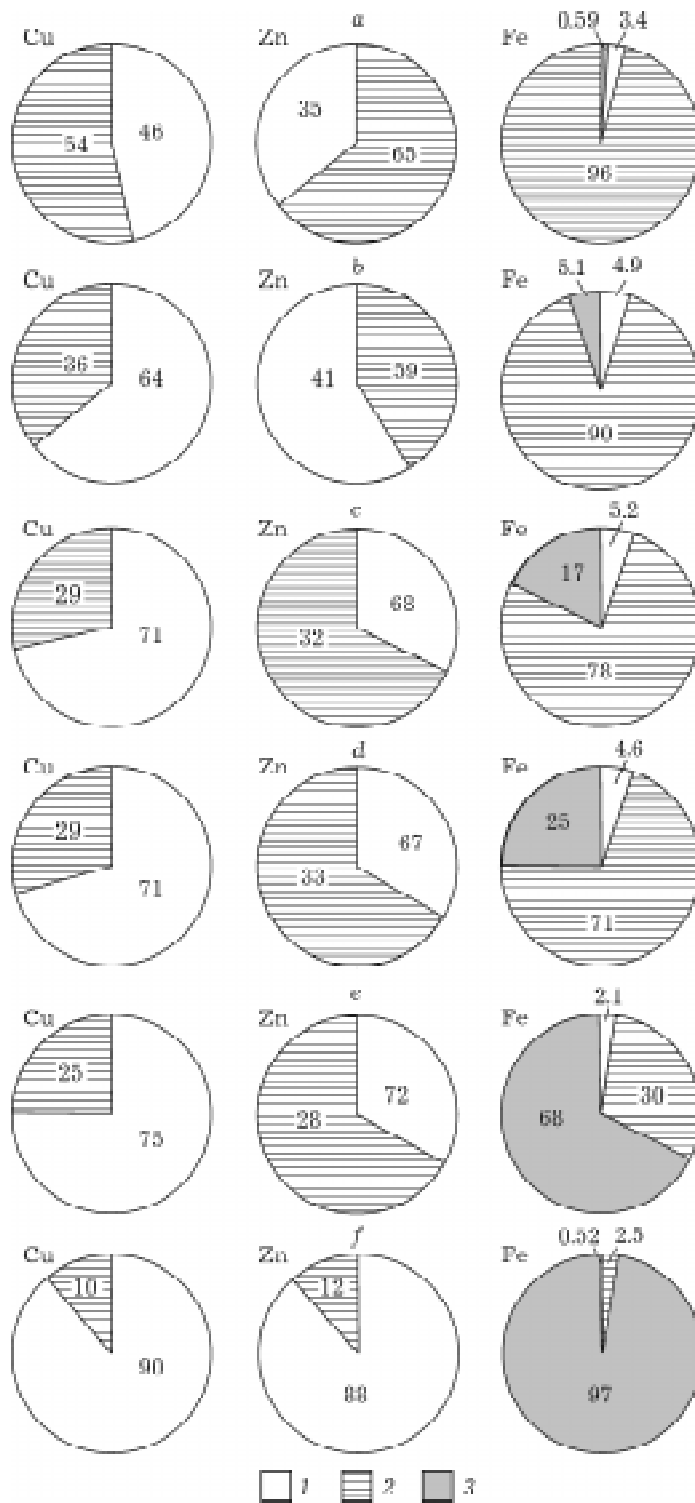 a
Cu Zn Fe
0.59 3.4
54 46 35 65 96
b
Cu Zn Fe
5.1 4.9
36 64 41 59 90
c
Cu Zn Fe
5.2
29 71 32 68 17 78
d
Cu Zn Fe
4.6
29 71 33 67 25 71
e
Cu Zn Fe
2.1
25 75 28 72 68 30
f
Cu Zn Fe
0.52 2.5
10 90 12 88 97
1 2 3